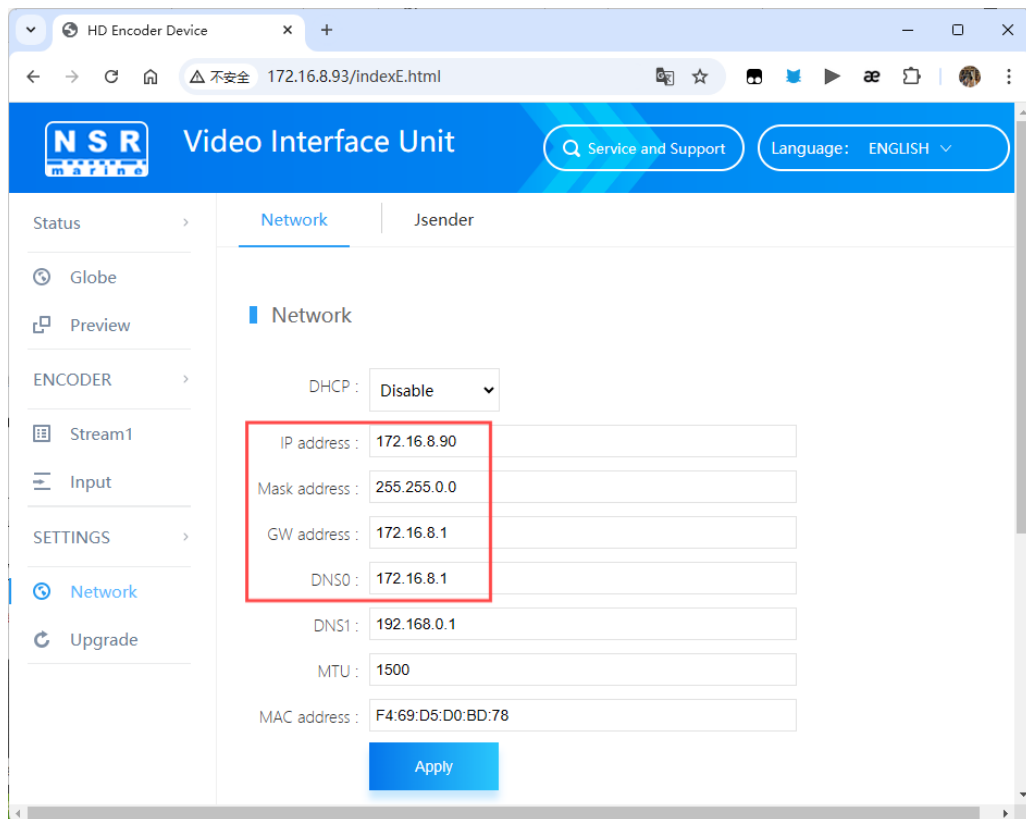 HD Encoder Device
不安全 172.16.8.93/indexE.html
NSR
marine
Video Interface Unit
Service and Support
Language: ENGLISH
Status
Network
Jsender
Globe
Preview
ENCODER
Stream1
Input
SETTINGS
Network
Upgrade
Network
DHCP : Disable
IP address : 172.16.8.90
Mask address : 255.255.0.0
GW address : 172.16.8.1
DNS0 : 172.16.8.1
DNS1 : 192.168.0.1
MTU : 1500
MAC address : F4:69:D5:D0:BD:78
Apply